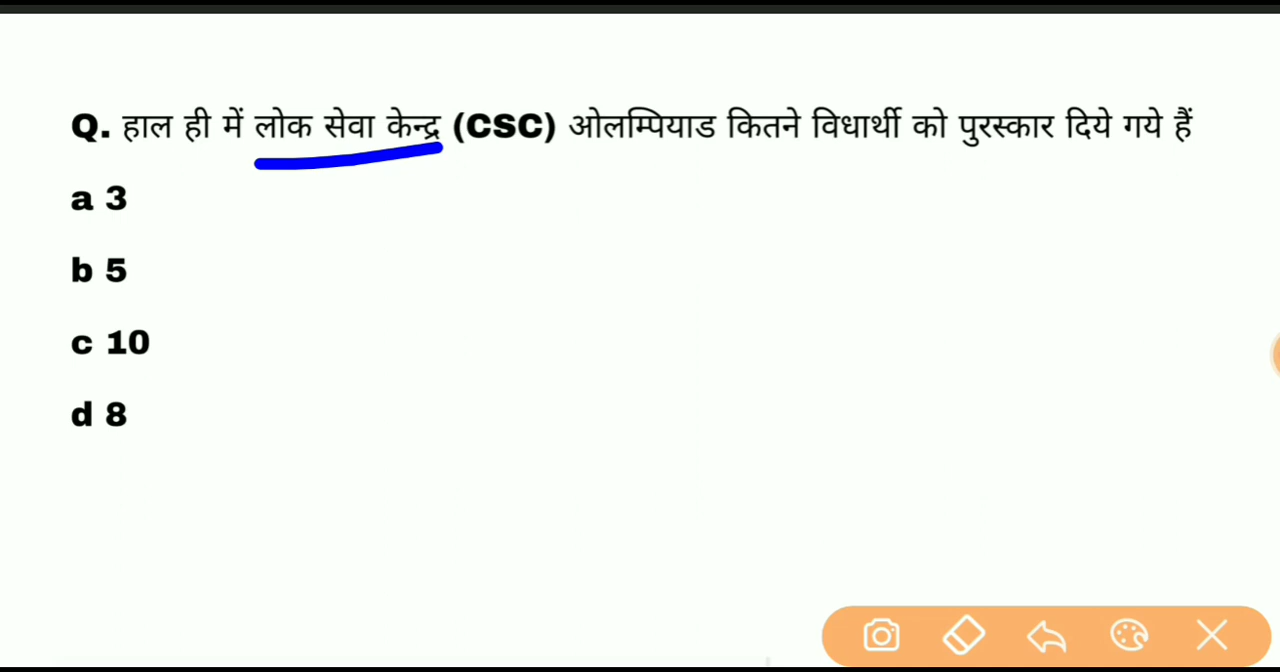 Q. हाल ही में लोक सेवा केन्द्र (CSC) ओलम्पियाड कितने विधार्थी को पुरस्कार दिये गये हैं
a 3
b 5
c 10
d 8